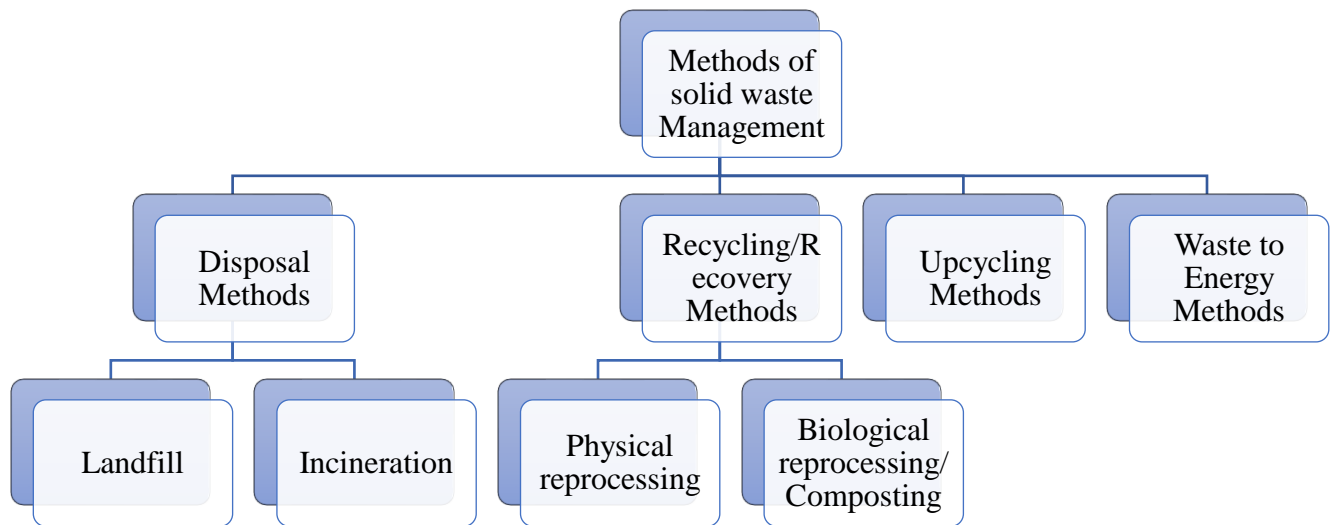 Methods of
solid waste
Management
Disposal
Methods
Recycling/R
ecovery
Methods
Upcycling
Methods
Waste to
Energy
Methods
Landfill
Incineration
Physical
reprocessing
Biological
reprocessing/
Composting